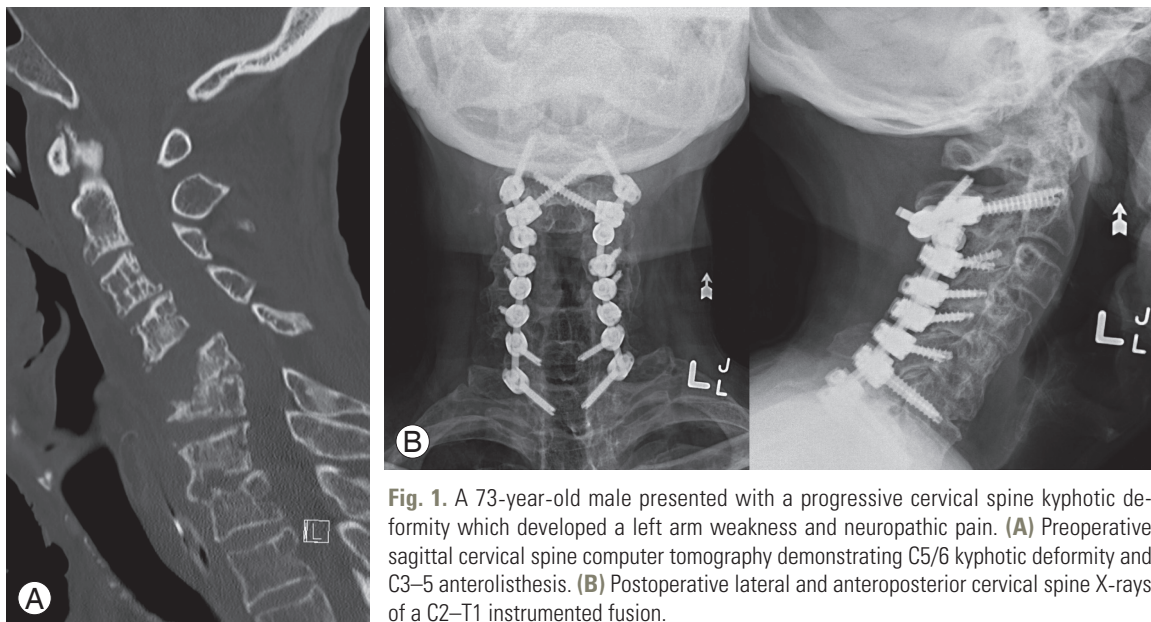 L
A
B
J
L
L
J
L
L
Fig. 1. A 73-year-old male presented with a progressive cervical spine kyphotic de-
formity which developed a left arm weakness and neuropathic pain. (A) Preoperative
sagittal cervical spine computer tomography demonstrating C5/6 kyphotic deformity and
C3–5 anterolisthesis. (B) Postoperative lateral and anteroposterior cervical spine X-rays
of a C2–T1 instrumented fusion.